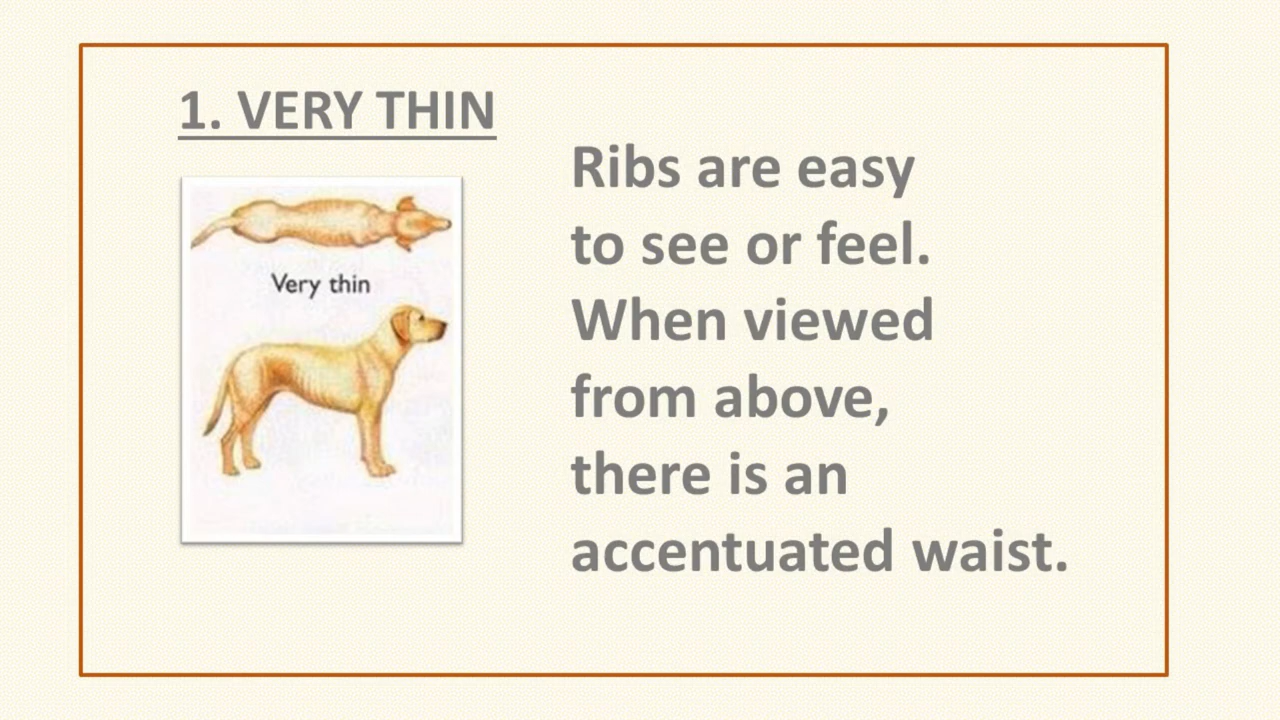 1. VERY THIN
Very thin
Ribs are easy
to see or feel.
When viewed
from above,
there is an
accentuated waist.